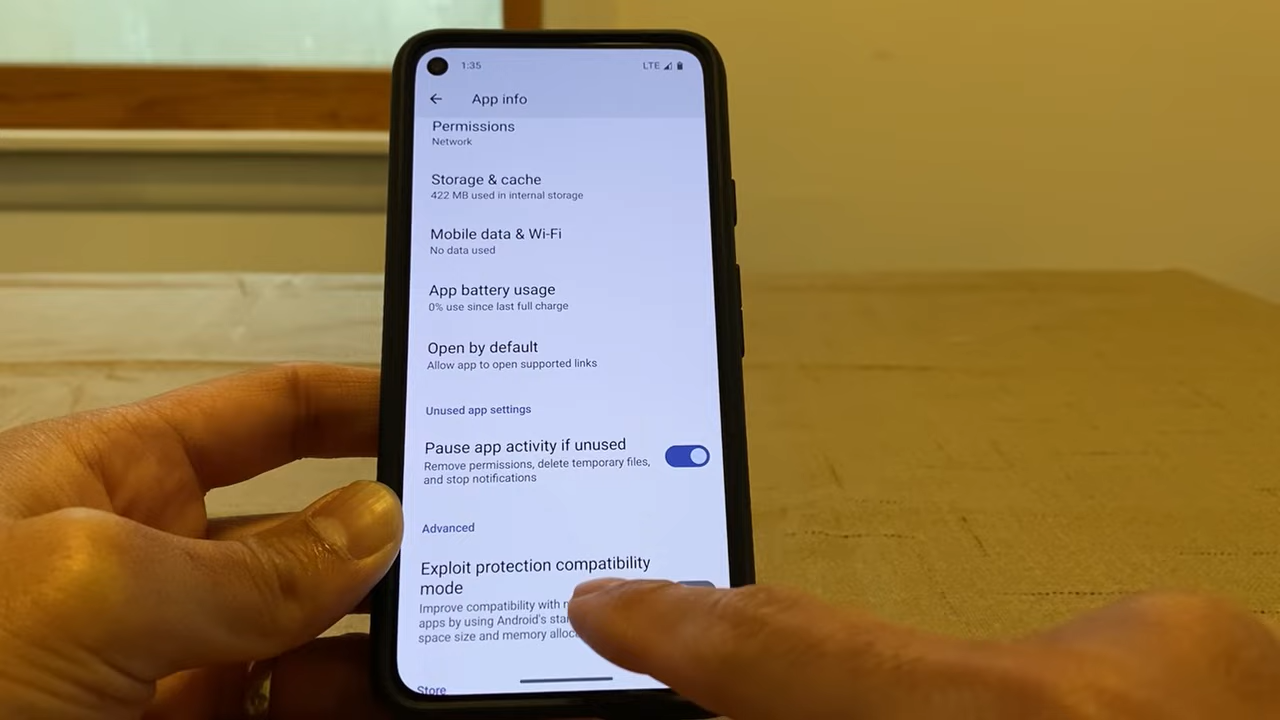 1:35
LTE
App info
Permissions
Network
Storage & cache
422 MB used in internal storage
Mobile data & Wi-Fi
No data used
App battery usage
0% use since last full charge
Open by default
Allow app to open supported links
Unused app settings
Pause app activity if unused
Remove permissions, delete temporary files,
and stop notifications
Advanced
Exploit protection compatibility
mode
Improve compatibility with
apps by using Android's
space size and memory
Store